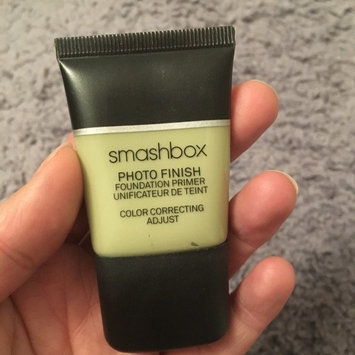 smashbox
PHOTO FINISH
FOUNDATION PRIMER
UNIFICATEUR DE TEINT
COLOR CORRECTING
ADJUST